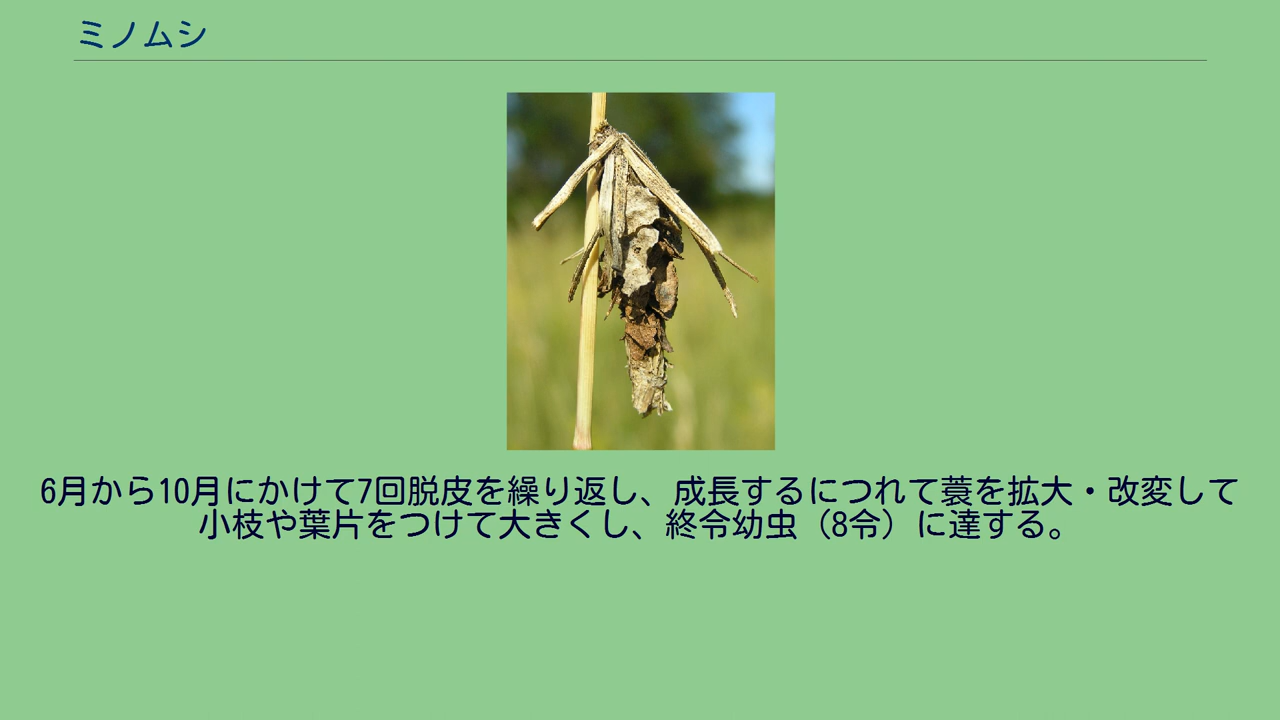 ミノムシ
6月から10月にかけて7回脱皮を繰り返し、成長するにつれて蓑を拡大・改変して
小枝や葉片をつけて大きくし、終令幼虫（8令）に達する。